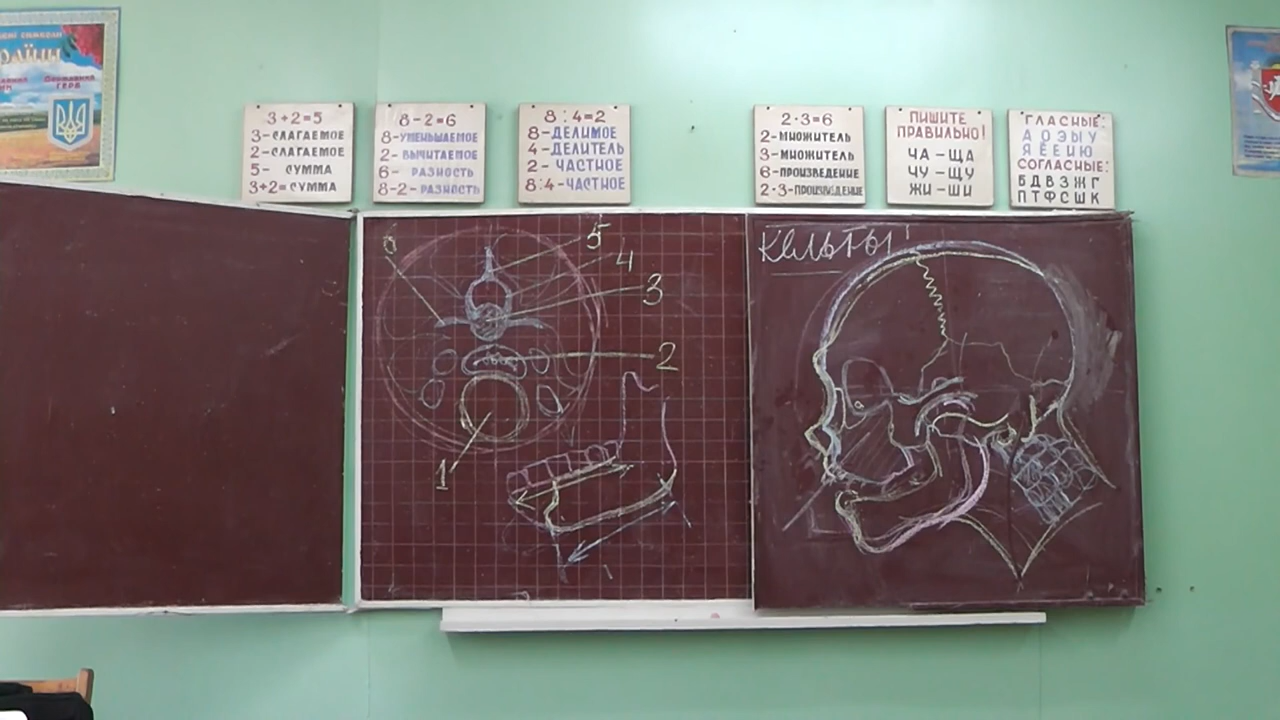 3+2=5
3-СЛАГАЕМОЕ
2-СЛАГАЕМОЕ
5- СУММА
3+2=СУММА
8-2=6
8-УМЕНЬШАЕМОЕ
2-ВЫЧИТАЕМОЕ
6- РАЗНОСТЬ
8-2-РАЗНОСТЬ
8:4=2
8-ДЕЛИМОЕ
4-ДЕЛИТЕЛЬ
2- ЧАСТНОЕ
8:4-ЧАСТНОЕ
2·3=6
2-МНОЖИТЕЛЬ
3-МНОЖИТЕЛЬ
6-ПРОИЗВЕДЕНИЕ
2·3-ПРОИЗВЕДЕНИЕ
ПИШИТЕ
ПРАВИЛЬНО!
ЧА-ЩА
ЧУ-ЩУ
ЖИ-ШИ
ГЛАСНЫЕ:
А О Э Ы У
Я Ё Е И Ю
СОГЛАСНЫЕ:
Б Д В З Ж Г
П Т Ф С Ш К
5
4
3
2
1
КЕЛЬТЫ